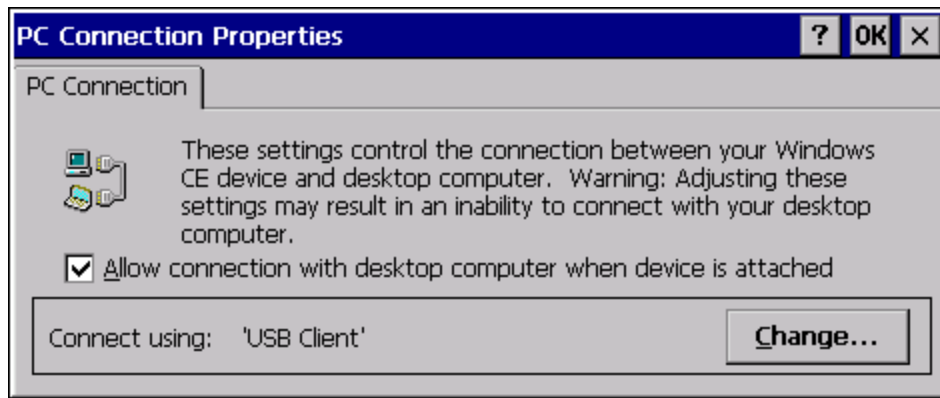 PC Connection Properties ? OK ×
PC Connection
These settings control the connection between your Windows
CE device and desktop computer.  Warning: Adjusting these
settings may result in an inability to connect with your desktop
computer.
Allow connection with desktop computer when device is attached
Connect using: 'USB Client' Change...